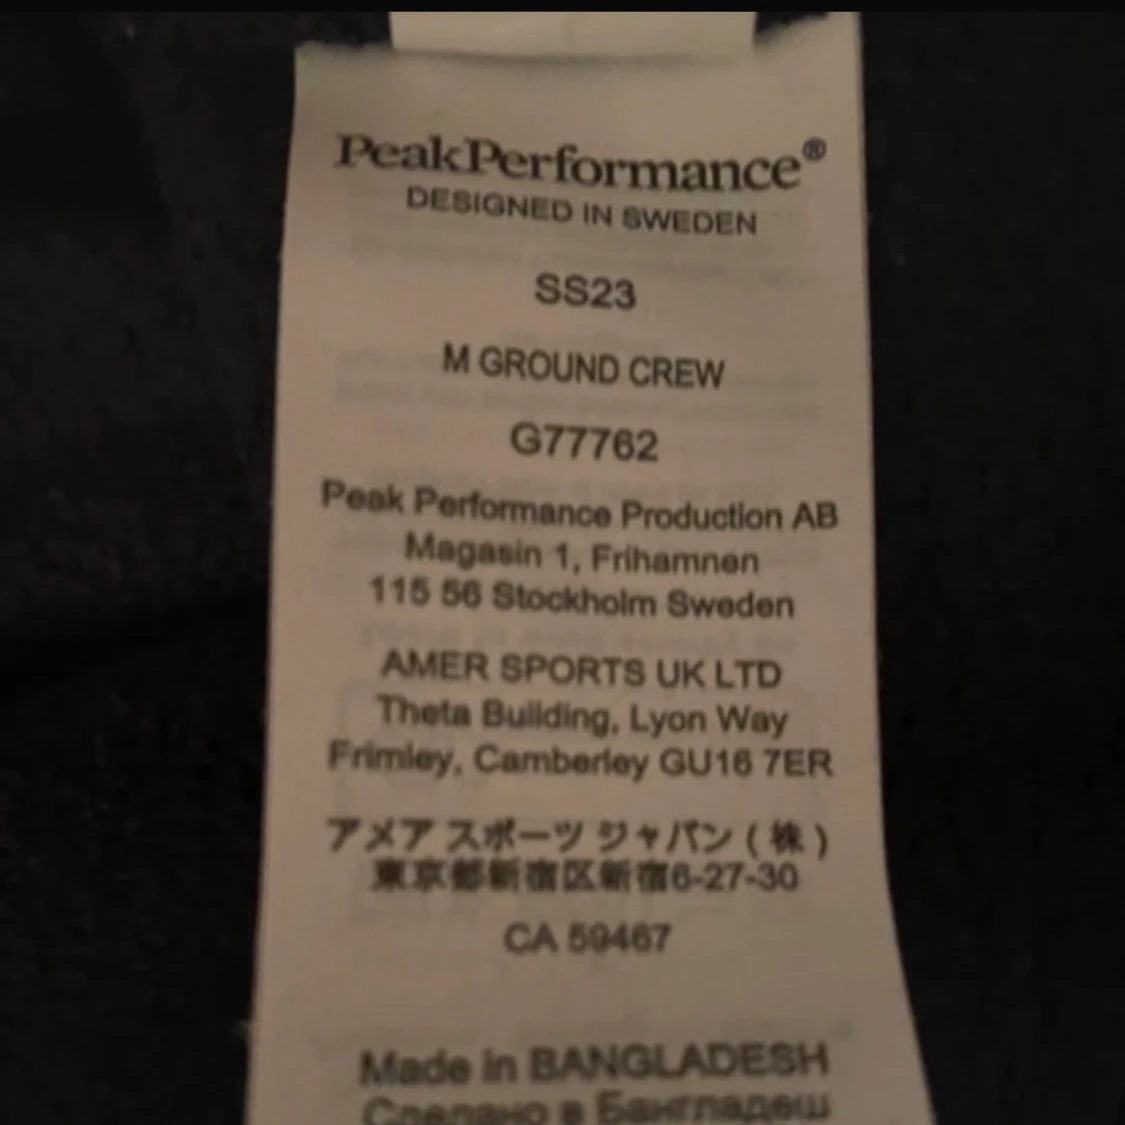 PeakPerformance®
DESIGNED IN SWEDEN
SS23
M GROUND CREW
G77762
Peak Performance Production AB
Magasin 1, Frihamnen
115 56 Stockholm Sweden
AMER SPORTS UK LTD
Theta Building, Lyon Way
Frimley, Camberley GU16 7ER
アメア スポーツ ジャパン ( 株 )
東京都新宿区新宿6-27-30
CA 59467
Made in BANGLADESH
Сделано в Бангладеш